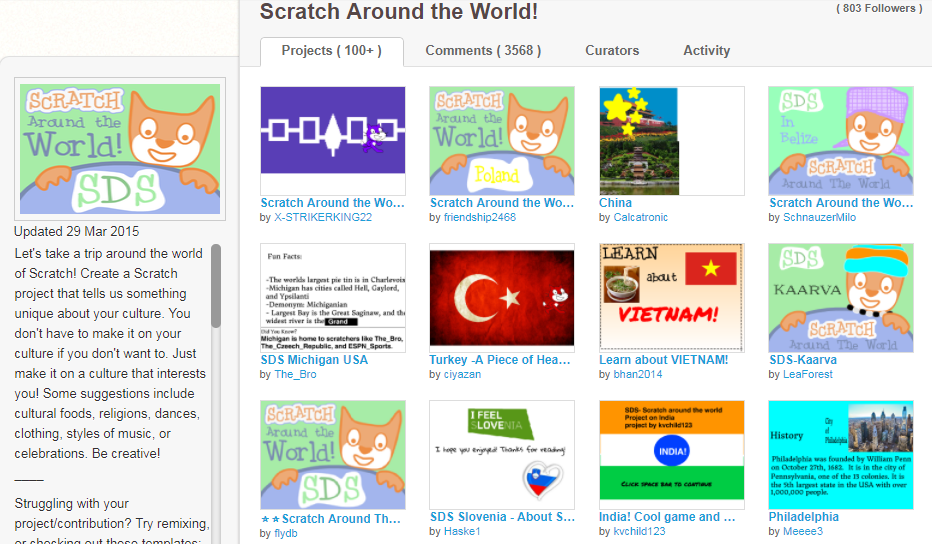 Scratch Around the World!
( 803 Followers )
Projects ( 100+ )
Comments ( 3568 )
Curators
Activity
SCRATCH
Around the
World!
SDS
Updated 29 Mar 2015
Let's take a trip around the world
of Scratch! Create a Scratch
project that tells us something
unique about your culture. You
don't have to make it on your
culture if you don't want to. Just
make it on a culture that interests
you! Some suggestions include
cultural foods, religions, dances,
clothing, styles of music, or
celebrations. Be creative!
Struggling with your
project/contribution? Try remixing,
or checking out these templates:
Scratch Around the Wo...
by X-STRIKERKING22
SCRATCH
Around the
World!
Poland
Scratch Around the Wo...
by friendship2468
China
by Calcatronic
SDS
In
Belize
SCRATCH
Around The World
Scratch Around the Wo...
by SchnauzerMilo
Fun Facts:
-The worlds largest pie tin is in Charlevoix
-Michigan has cities called Hell, Gaylord,
and Ypsilanti
-Demonym: Michiganian
- Largest Bay is the Great Saginaw, and the
widest river is the Grand
Did You Know?
Michigan is home to scratchers like The_Bro,
The_Czech_Republic, and ESPN_Sports.
SDS Michigan USA
by The_Bro
Turkey -A Piece of Hea...
by ciyazan
LEARN
about
VIETNAM!
Learn about VIETNAM!
by bhan2014
SDS
KAARVA
SCRATCH
Around The World
SDS-Kaarva
by LeaForest
SCRATCH
Around the
World!
SDS
★★Scratch Around Th...
by flydb
I FEEL
SLOVENIA
I hope you enjoyed! Thanks for reading!
SDS Slovenia - About S...
by Haske1
SDS- Scratch around the world
Project on India
project by kvchild123
INDIA!
CLICK SPACE BAR TO CONTINUE
India! Cool game and ...
by kvchild123
History
City
of
Philadelphia
Philadelphia was founded by William Penn
on October 27th, 1682. It is in the city of
Pennsylvania, one of the 13 colonies. It is
the 5th largest state in the USA with over
1,000,000 people.
Philadelphia
by Meeee3